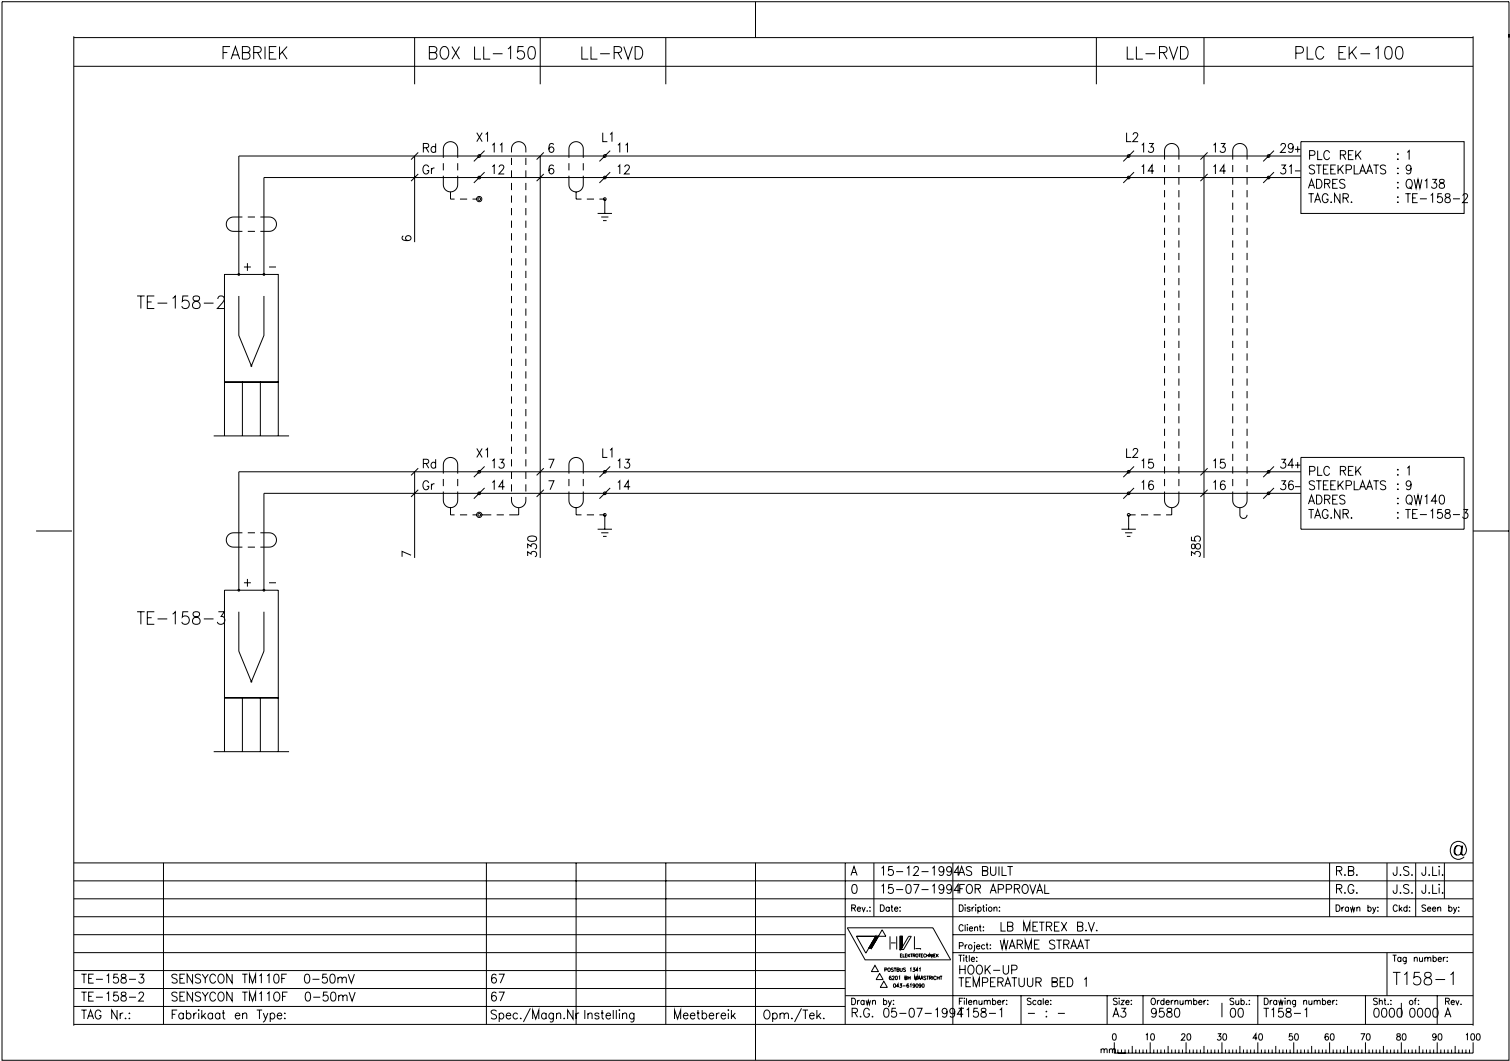 FABRIEK BOX LL-150 LL-RVD LL-RVD PLC EK-100
X1 L1 L2
Rd 11 6 11 13 13 29+
Gr 12 6 12 14 14 31-
PLC REK : 1
STEEKPLAATS : 9
ADRES : QW138
TAG.NR. : TE-158-2
6
+ -
TE-158-2
X1 L1 L2
Rd 13 7 13 15 15 34+
Gr 14 7 14 16 16 36-
PLC REK : 1
STEEKPLAATS : 9
ADRES : QW140
TAG.NR. : TE-158-3
7 330 385
+ -
TE-158-3
@
A 15-12-1994 AS BUILT R.B. J.S. J.Li.
0 15-07-1994 FOR APPROVAL R.G. J.S. J.Li.
Rev.: Date: Disription: Drawn by: Ckd: Seen by:
HVL
ELEKTROTECHNIEK
POSTBUS 1341
6201 BH MAASTRICHT
043-619090
Client: LB METREX B.V.
Project: WARME STRAAT
Title:
HOOK-UP
TEMPERATUUR BED 1
Tag number:
T158-1
TE-158-3 SENSYCON TM110F 0-50mV 67
TE-158-2 SENSYCON TM110F 0-50mV 67
TAG Nr.: Fabrikaat en Type: Spec./Magn.Nr Instelling Meetbereik Opm./Tek.
Drawn by: Filenumber: Scale: Size: Ordernumber: Sub.: Drawing number: Sht.: of: Rev.
R.G. 05-07-1994 T158-1 - : - A3 9580 00 T158-1 0000 0000 A
mm 0 10 20 30 40 50 60 70 80 90 100